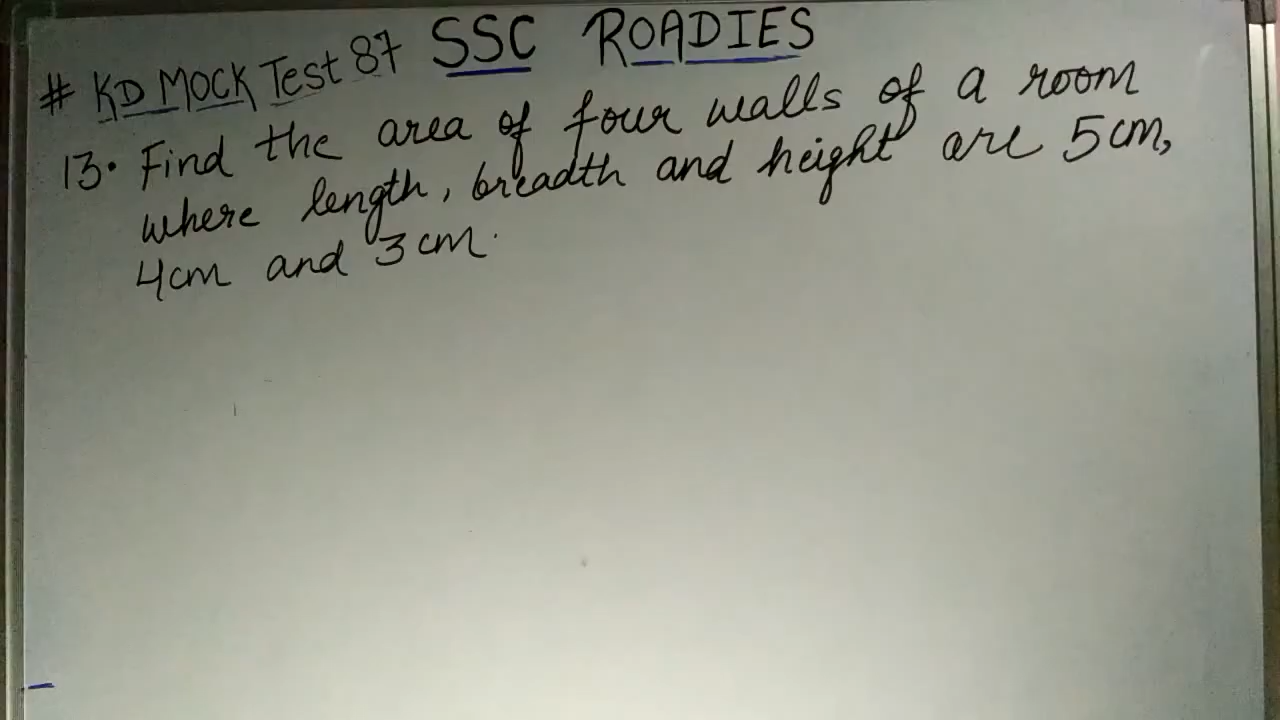 SSC ROADIES
# KD MOCK Test 87
13. Find the area of four walls of a room
where length, breadth and height are 5cm,
4cm and 3cm.